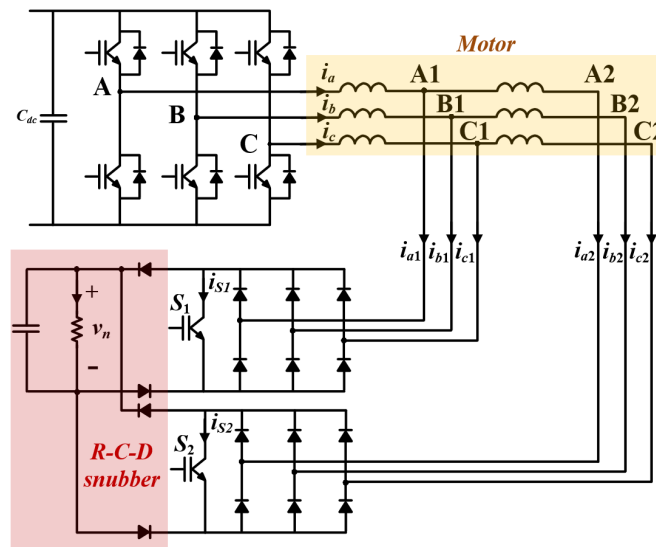 Motor
i_a
A1
A2
A
i_b
B1
B2
C_dc
B
i_c
C1
C2
C
i_a1
i_b1
i_c1
i_a2
i_b2
i_c2
+
v_n
-
S_1
i_S1
S_2
i_S2
R-C-D
snubber